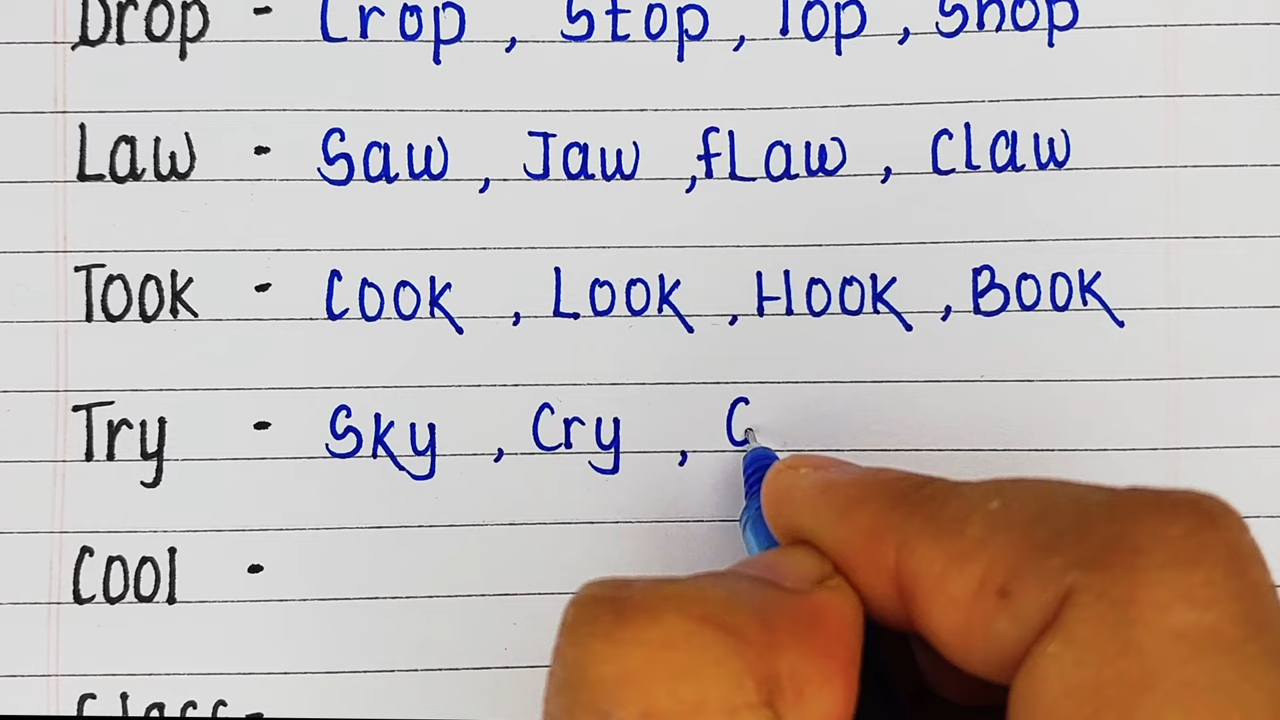 Drop - Crop , Stop , Top , Shop
Law - Saw , Jaw , fLaw , claw
Took - Cook , Look , Hook , Book
Try - Sky , Cry ,
Cool -